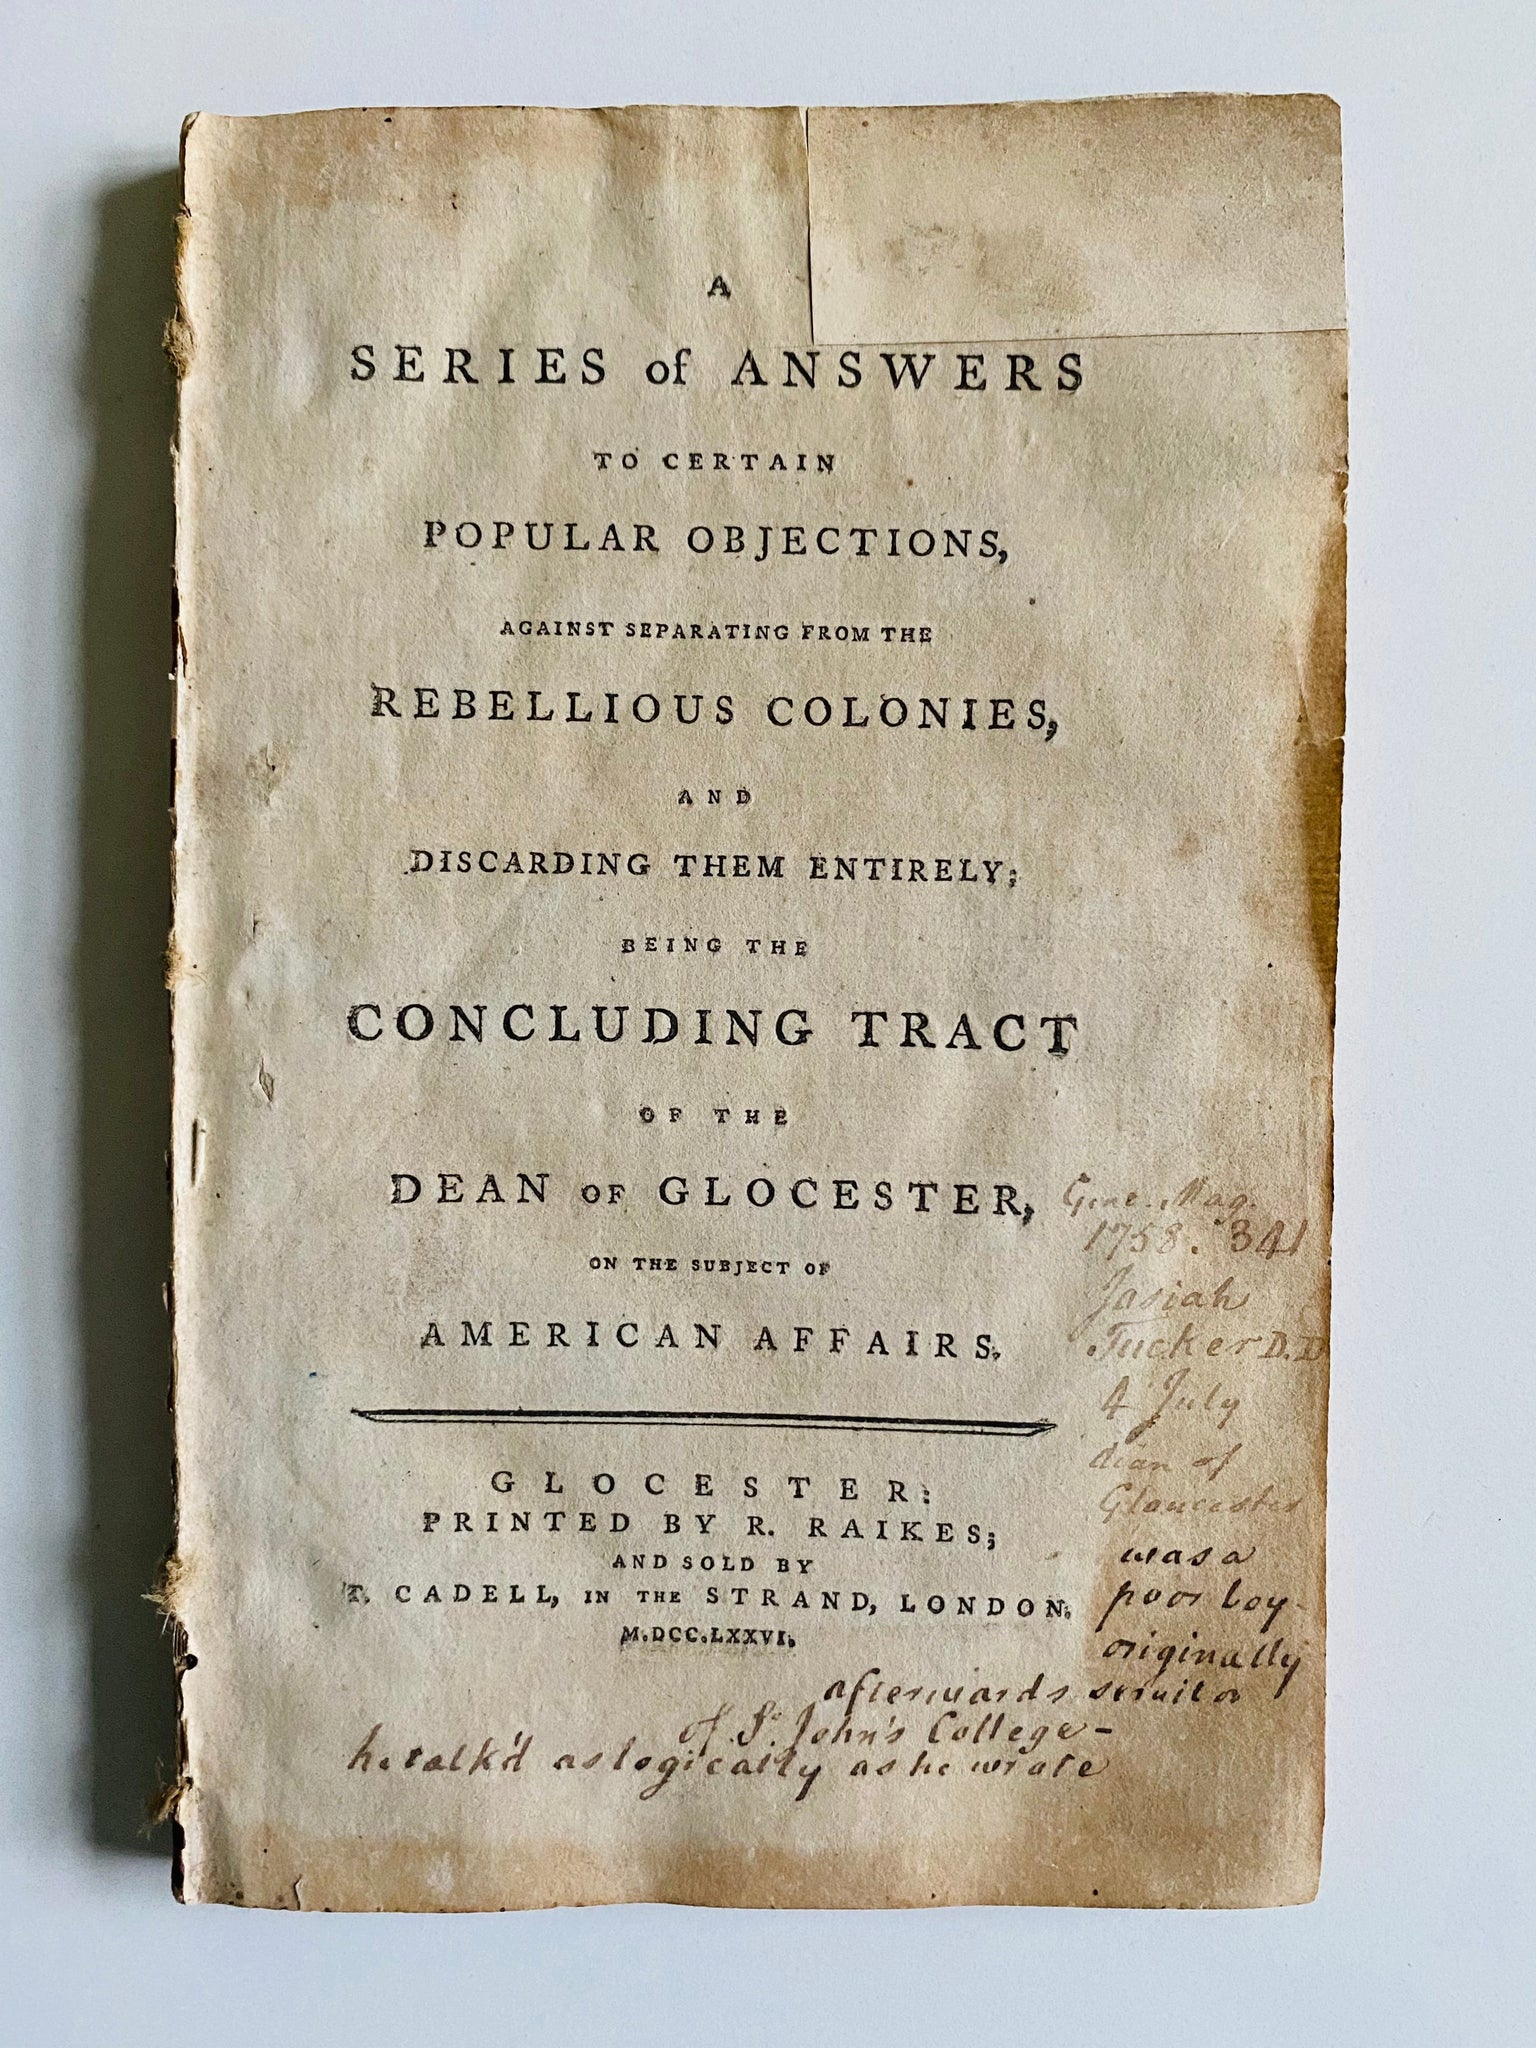 A
SERIES of ANSWERS
TO CERTAIN
POPULAR OBJECTIONS,
AGAINST SEPARATING FROM THE
REBELLIOUS COLONIES,
AND
DISCARDING THEM ENTIRELY;
BEING THE
CONCLUDING TRACT
OF THE
DEAN OF GLOCESTER,
ON THE SUBJECT OF
AMERICAN AFFAIRS.
GLOCESTER:
PRINTED BY R. RAIKES;
AND SOLD BY
T. CADELL, IN THE STRAND, LONDON.
M.DCC.LXXVI.
Mag.
1758. 341
Josiah
Tucker D.D
4 July
of
Gloucester
was a
poor boy-
originally
afterwards servitor
of St. John's College-
he talk'd as logically as he wrote